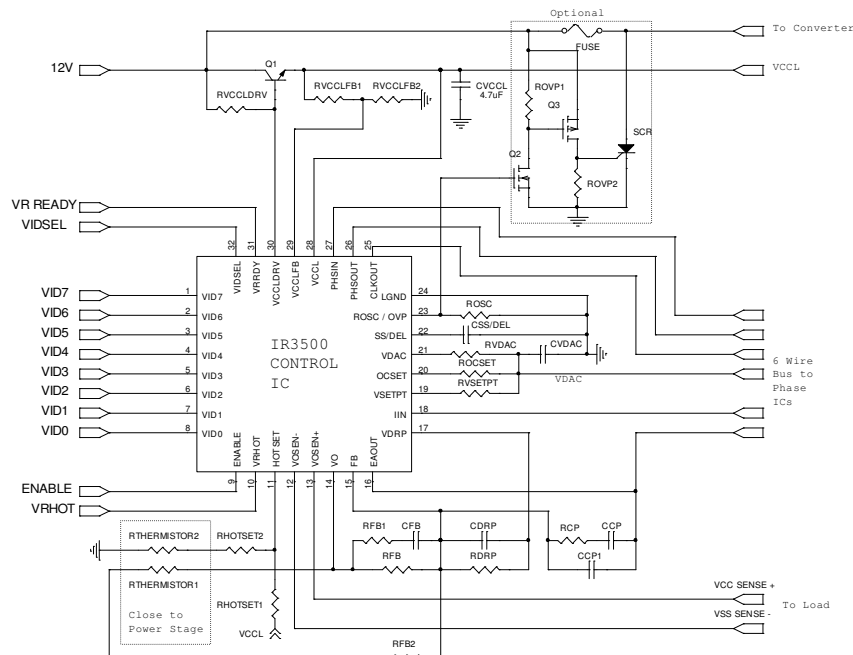 Optional
To Converter
FUSE
12V
Q1
VCCL
RVCCLDRV
RVCCLFB1
RVCCLFB2
CVCCL
4.7uF
ROVP1
Q3
SCR
Q2
ROVP2
VR READY
VIDSEL
32
31
30
29
28
27
26
25
VIDSEL
VRRDY
VCCLDRV
VCCLFB
VCCL
PHSIN
PHSOUT
CLKOUT
VID7
1
VID7
LGND
24
VID6
2
VID6
ROSC / OVP
23
ROSC
VID5
3
VID5
SS/DEL
22
CSS/DEL
VID4
4
VID4
VDAC
21
RVDAC
CVDAC
VID3
5
VID3
OCSET
20
ROCSET
VDAC
VID2
6
VID2
VSETPT
19
RVSETPT
VID1
7
VID1
IIN
18
VID0
8
VID0
VDRP
17
IR3500
CONTROL
IC
6 Wire
Bus to
Phase
ICs
ENABLE
VRHOT
HOTSET
VOSEN-
VOSEN+
VO
FB
EAOUT
9
10
11
12
13
14
15
16
ENABLE
VRHOT
RTHERMISTOR2
RHOTSET2
RFB1
CFB
CDRP
RCP
CCP
RFB
RDRP
CCP1
RTHERMISTOR1
RHOTSET1
Close to
Power Stage
VCCL
VCC SENSE +
To Load
VSS SENSE -
RFB2